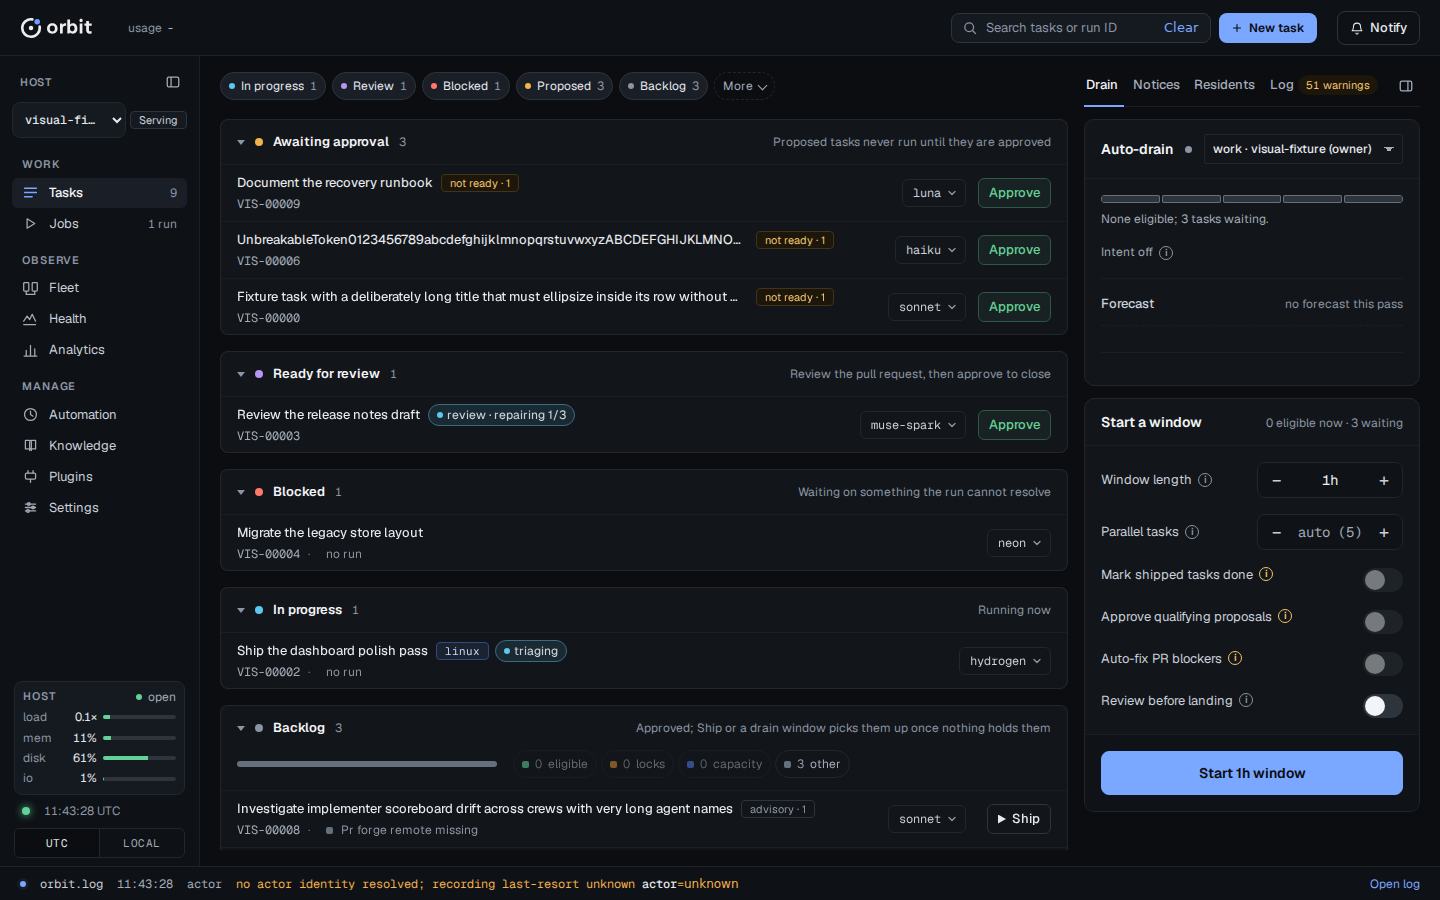 orbit
usage -
Search tasks or run ID
Clear
+ New task
Notify
HOST
visual-fi…
Serving
WORK
Tasks 9
Jobs 1 run
OBSERVE
Fleet
Health
Analytics
MANAGE
Automation
Knowledge
Plugins
Settings
HOST open
load 0.1×
mem 11%
disk 61%
io 1%
11:43:28 UTC
UTC LOCAL
In progress 1
Review 1
Blocked 1
Proposed 3
Backlog 3
More
Awaiting approval 3
Proposed tasks never run until they are approved
Document the recovery runbook not ready · 1
VIS-00009
luna
Approve
UnbreakableToken0123456789abcdefghijklmnopqrstuvwxyzABCDEFGHIJKLMNO… not ready · 1
VIS-00006
haiku
Approve
Fixture task with a deliberately long title that must ellipsize inside its row without … not ready · 1
VIS-00000
sonnet
Approve
Ready for review 1
Review the pull request, then approve to close
Review the release notes draft review · repairing 1/3
VIS-00003
muse-spark
Approve
Blocked 1
Waiting on something the run cannot resolve
Migrate the legacy store layout
VIS-00004 · no run
neon
In progress 1
Running now
Ship the dashboard polish pass linux triaging
VIS-00002 · no run
hydrogen
Backlog 3
Approved; Ship or a drain window picks them up once nothing holds them
0 eligible 0 locks 0 capacity 3 other
Investigate implementer scoreboard drift across crews with very long agent names advisory · 1
VIS-00008 · Pr forge remote missing
sonnet
Ship
Drain Notices Residents Log 51 warnings
Auto-drain work · visual-fixture (owner)
None eligible; 3 tasks waiting.
Intent off
Forecast no forecast this pass
Start a window 0 eligible now · 3 waiting
Window length − 1h +
Parallel tasks − auto (5) +
Mark shipped tasks done
Approve qualifying proposals
Auto-fix PR blockers
Review before landing
Start 1h window
orbit.log 11:43:28 actor no actor identity resolved; recording last-resort unknown actor=unknown
Open log